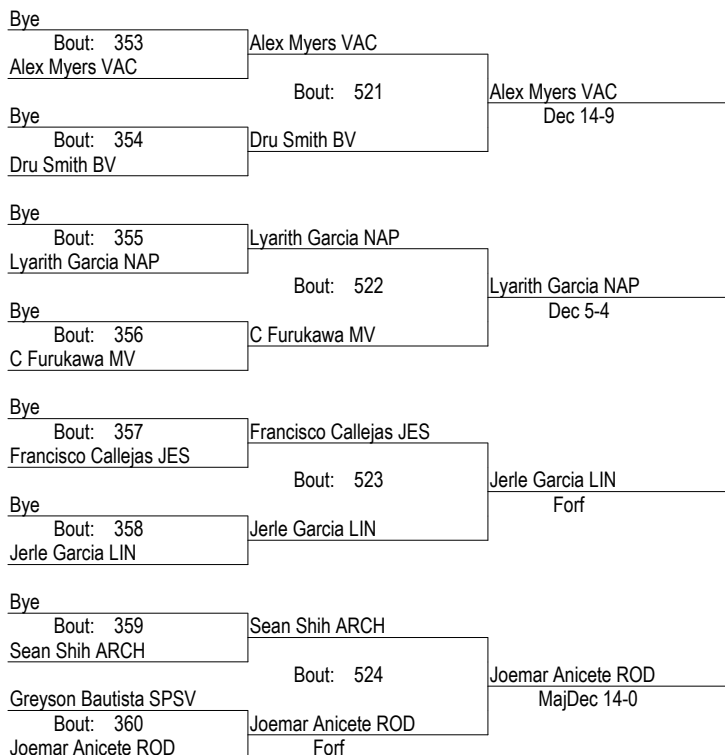 Bye
Bout: 353
Alex Myers VAC
Alex Myers VAC
Bout: 521
Alex Myers VAC
Dec 14-9
Bye
Bout: 354
Dru Smith BV
Dru Smith BV
Bye
Bout: 355
Lyarith Garcia NAP
Lyarith Garcia NAP
Bout: 522
Lyarith Garcia NAP
Dec 5-4
Bye
Bout: 356
C Furukawa MV
C Furukawa MV
Bye
Bout: 357
Francisco Callejas JES
Francisco Callejas JES
Bout: 523
Jerle Garcia LIN
Forf
Bye
Bout: 358
Jerle Garcia LIN
Jerle Garcia LIN
Bye
Bout: 359
Sean Shih ARCH
Sean Shih ARCH
Bout: 524
Joemar Anicete ROD
MajDec 14-0
Greyson Bautista SPSV
Bout: 360
Joemar Anicete ROD
Joemar Anicete ROD
Forf